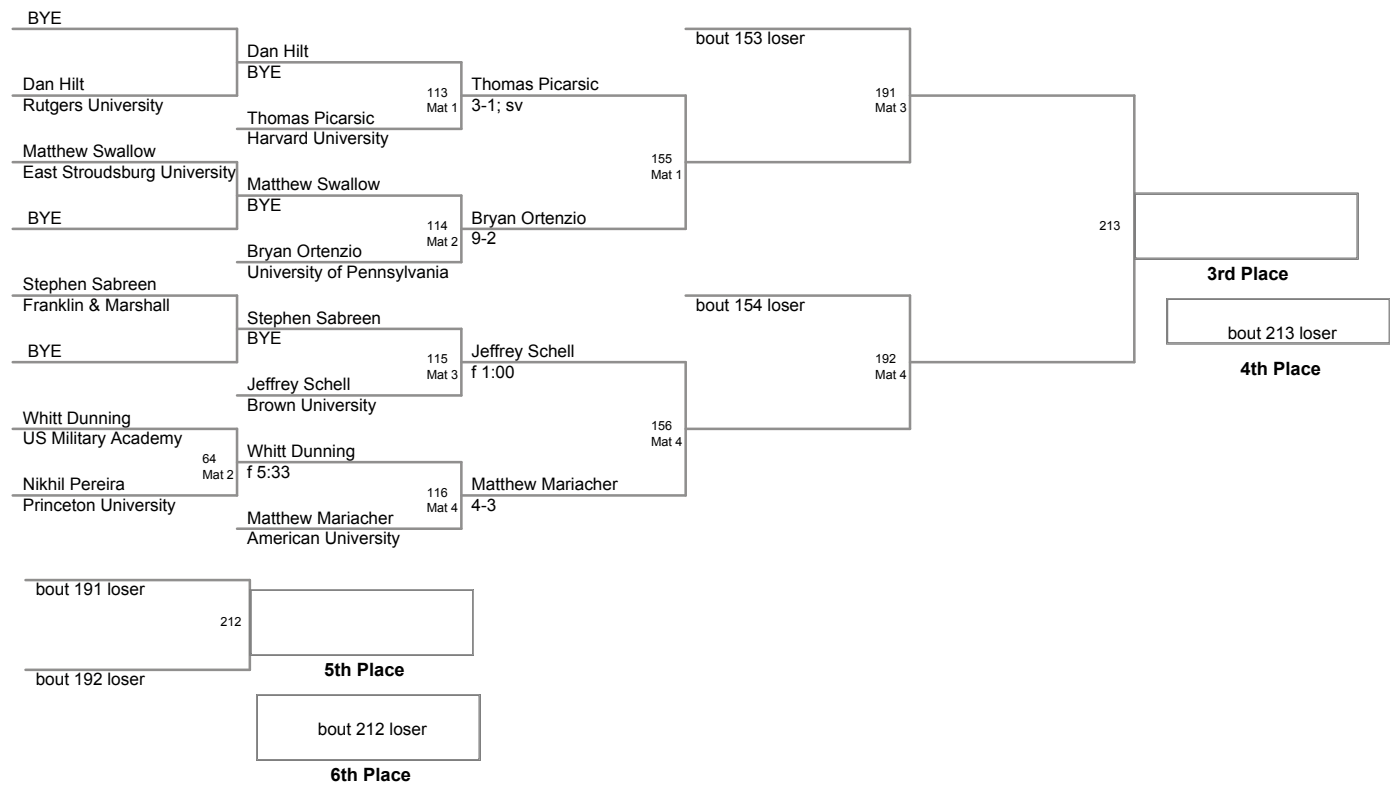 BYE
Dan Hilt
Rutgers University
Matthew Swallow
East Stroudsburg University
BYE
Stephen Sabreen
Franklin & Marshall
BYE
Whitt Dunning
US Military Academy
64
Mat 2
Nikhil Pereira
Princeton University
Dan Hilt
BYE
113
Mat 1
Thomas Picarsic
Harvard University
Matthew Swallow
BYE
114
Mat 2
Bryan Ortenzio
University of Pennsylvania
Stephen Sabreen
BYE
115
Mat 3
Jeffrey Schell
Brown University
Whitt Dunning
f 5:33
116
Mat 4
Matthew Mariacher
American University
Thomas Picarsic
3-1; sv
155
Mat 1
Bryan Ortenzio
9-2
Jeffrey Schell
f 1:00
156
Mat 4
Matthew Mariacher
4-3
bout 153 loser
191
Mat 3
bout 154 loser
192
Mat 4
213
3rd Place
bout 213 loser
4th Place
bout 191 loser
212
bout 192 loser
5th Place
bout 212 loser
6th Place